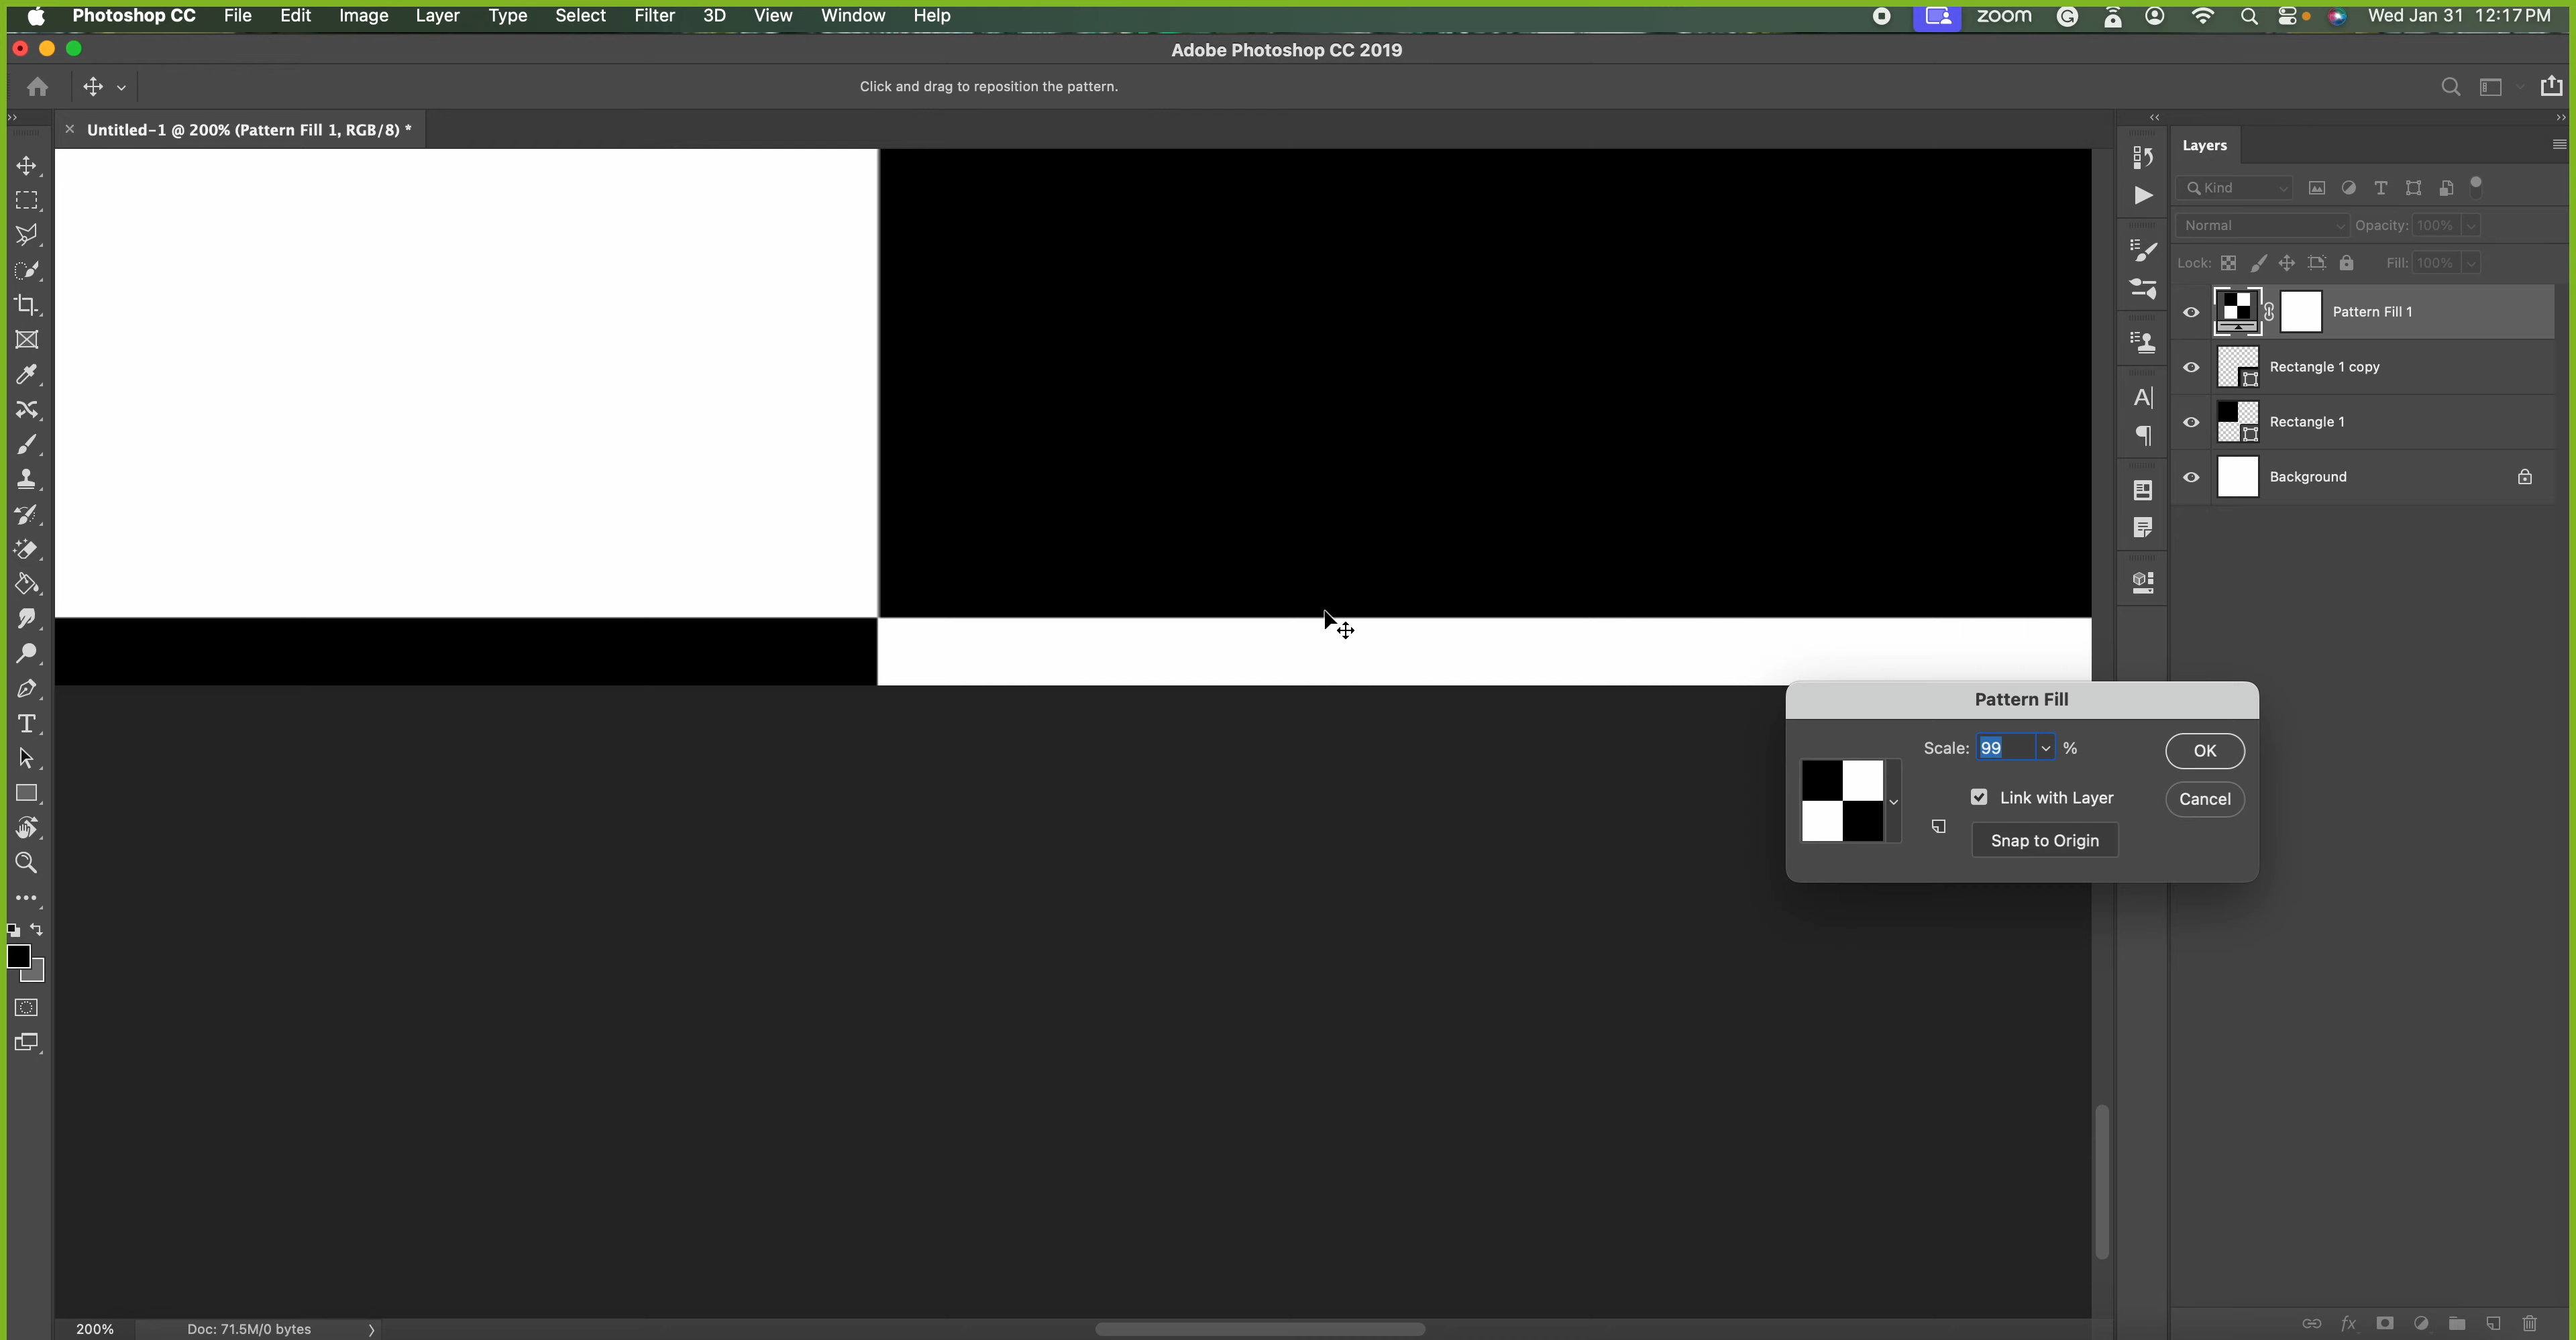 Photoshop CC File Edit Image Layer Type Select Filter 3D View Window Help zoom Wed Jan 31 12:17 PM
Adobe Photoshop CC 2019
Click and drag to reposition the pattern.
× Untitled-1 @ 200% (Pattern Fill 1, RGB/8) *
Layers
Kind
Normal Opacity: 100%
Lock: Fill: 100%
Pattern Fill 1
Rectangle 1 copy
Rectangle 1
Background
Pattern Fill
Scale: 99 %
OK
Link with Layer
Cancel
Snap to Origin
200% Doc: 71.5M/0 bytes